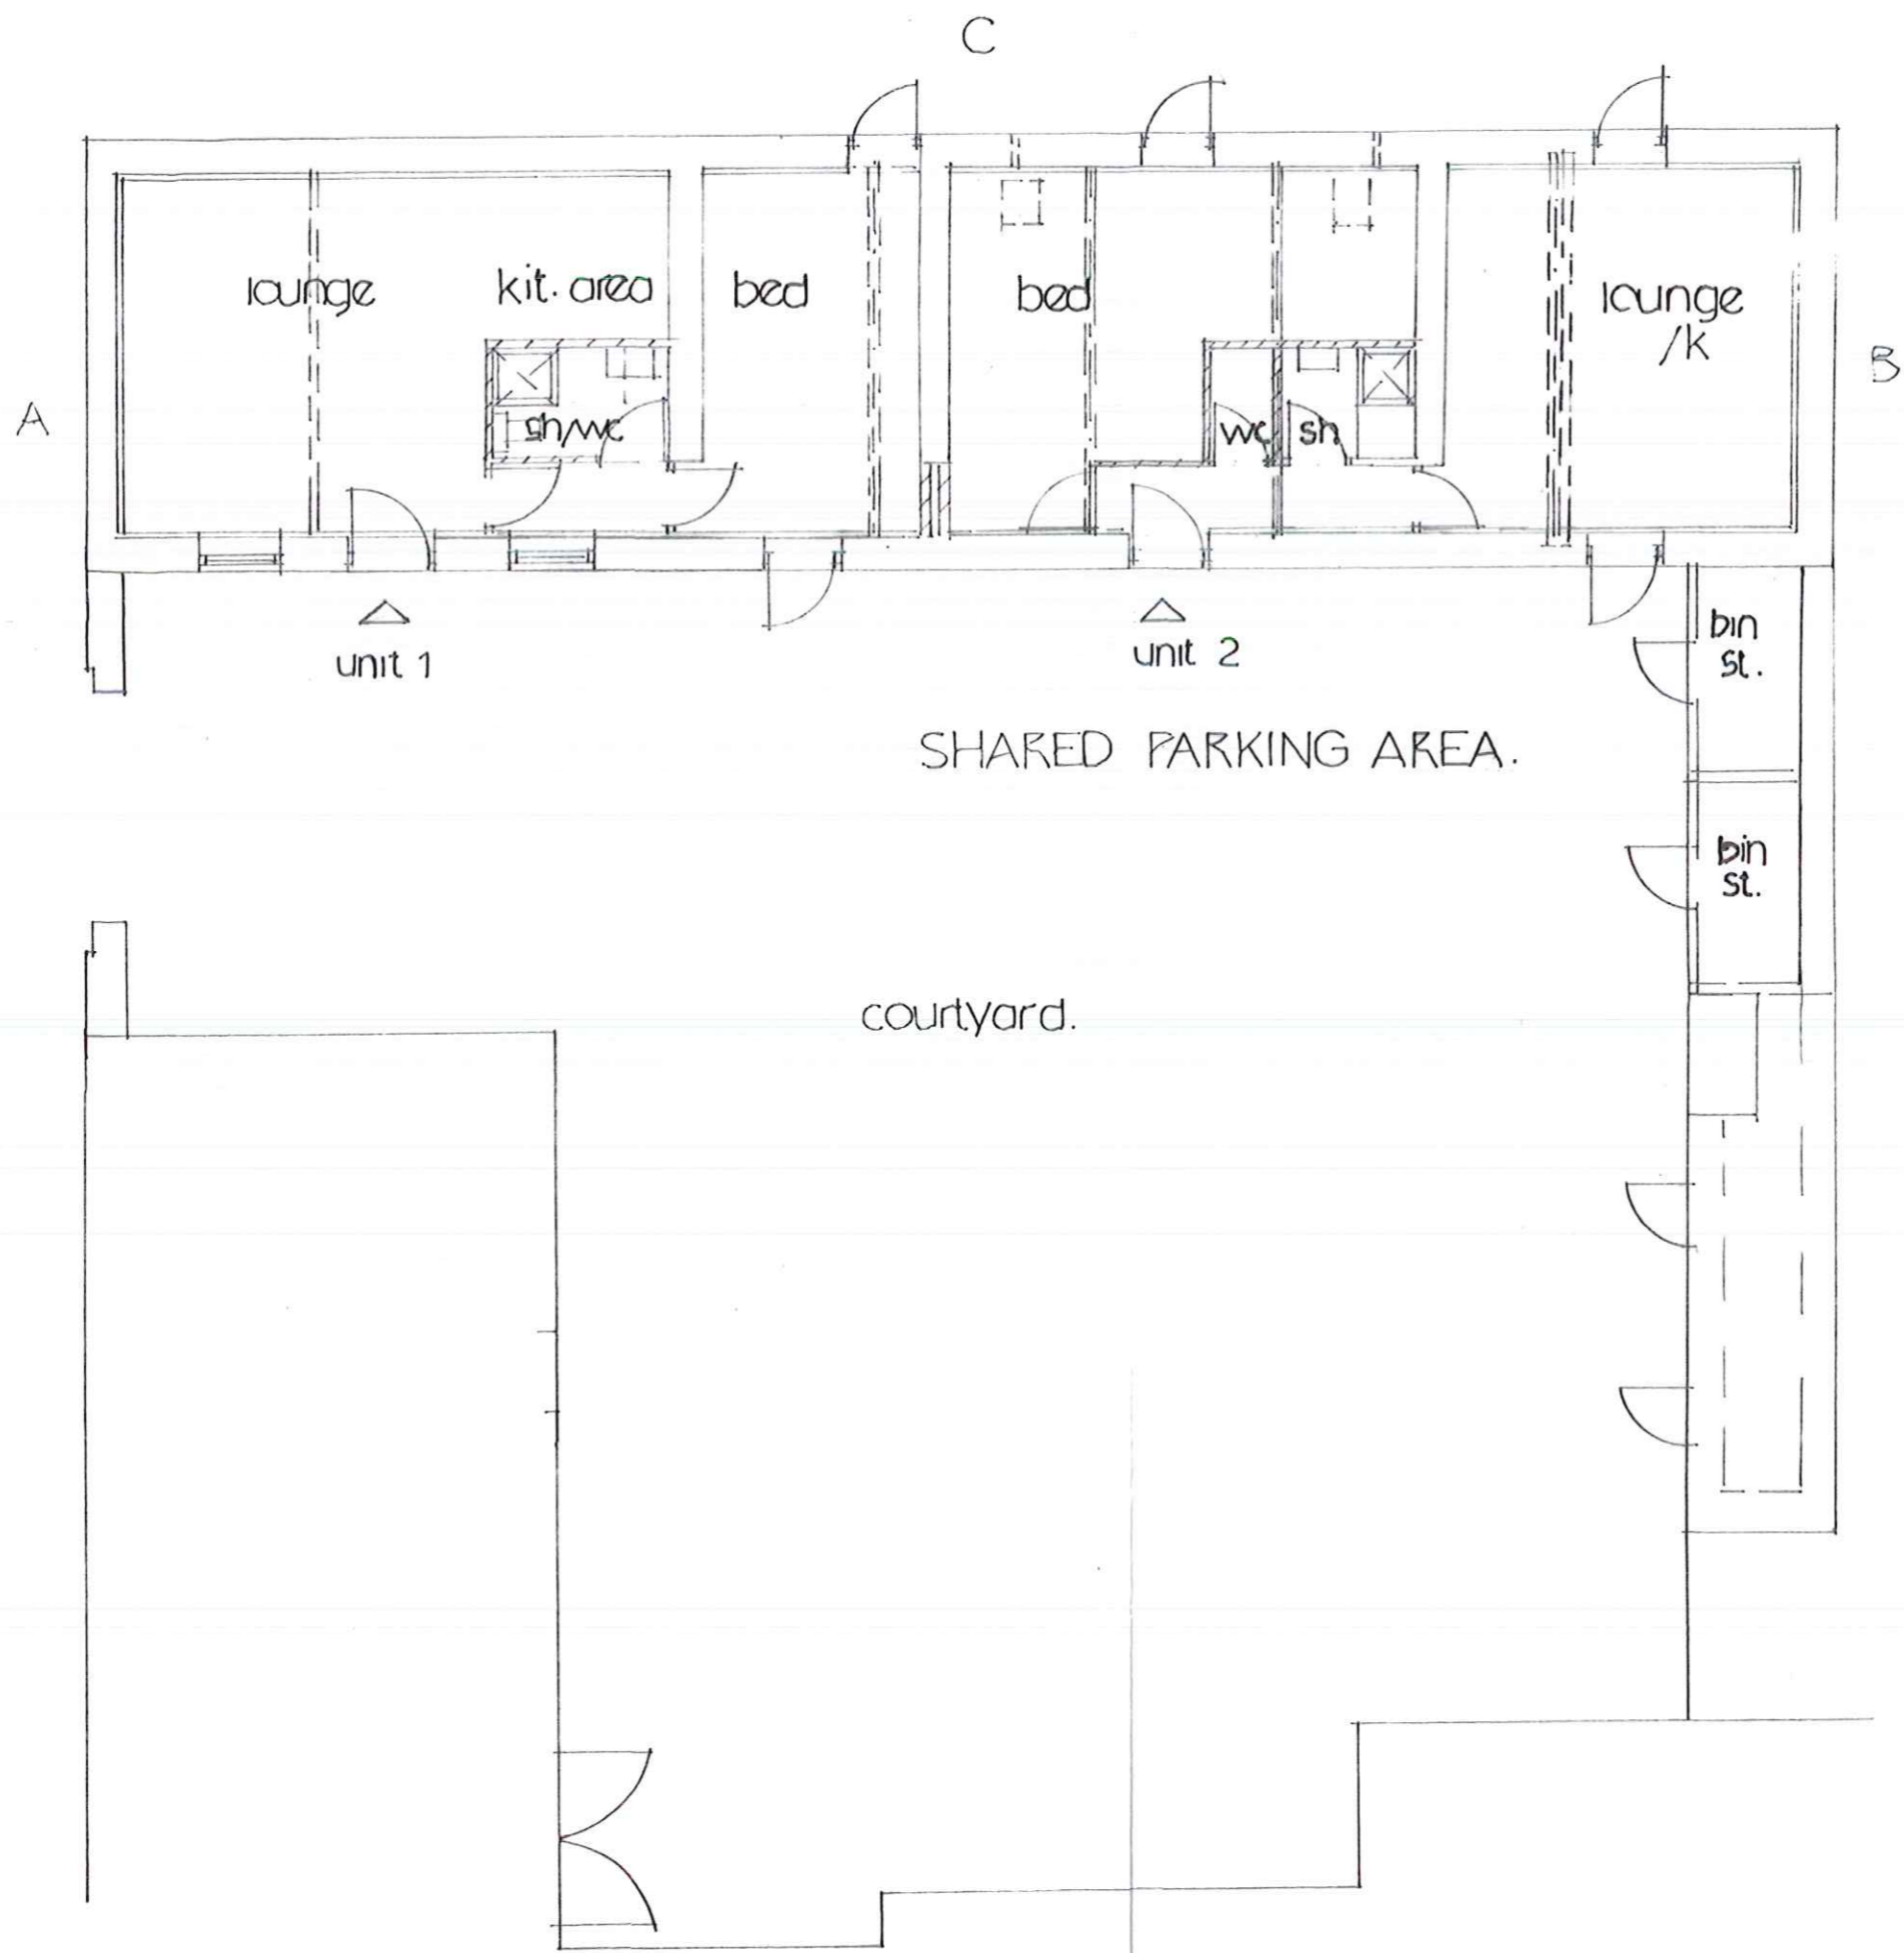 C
lounge
kit. area
bed
bed
lounge
/K
A
B
sh/wc
wc
sh
unit 1
unit 2
bin
st.
SHARED PARKING AREA.
bin
st.
courtyard.